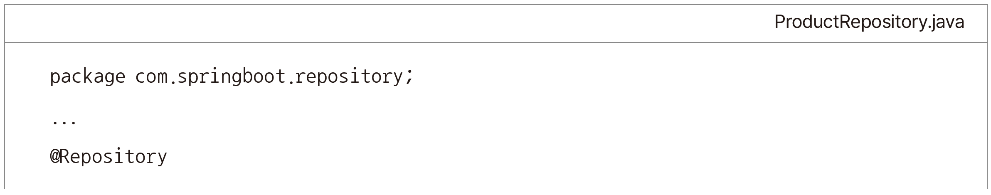 ProductRepository.java
package com.springboot.repository;
...
@Repository